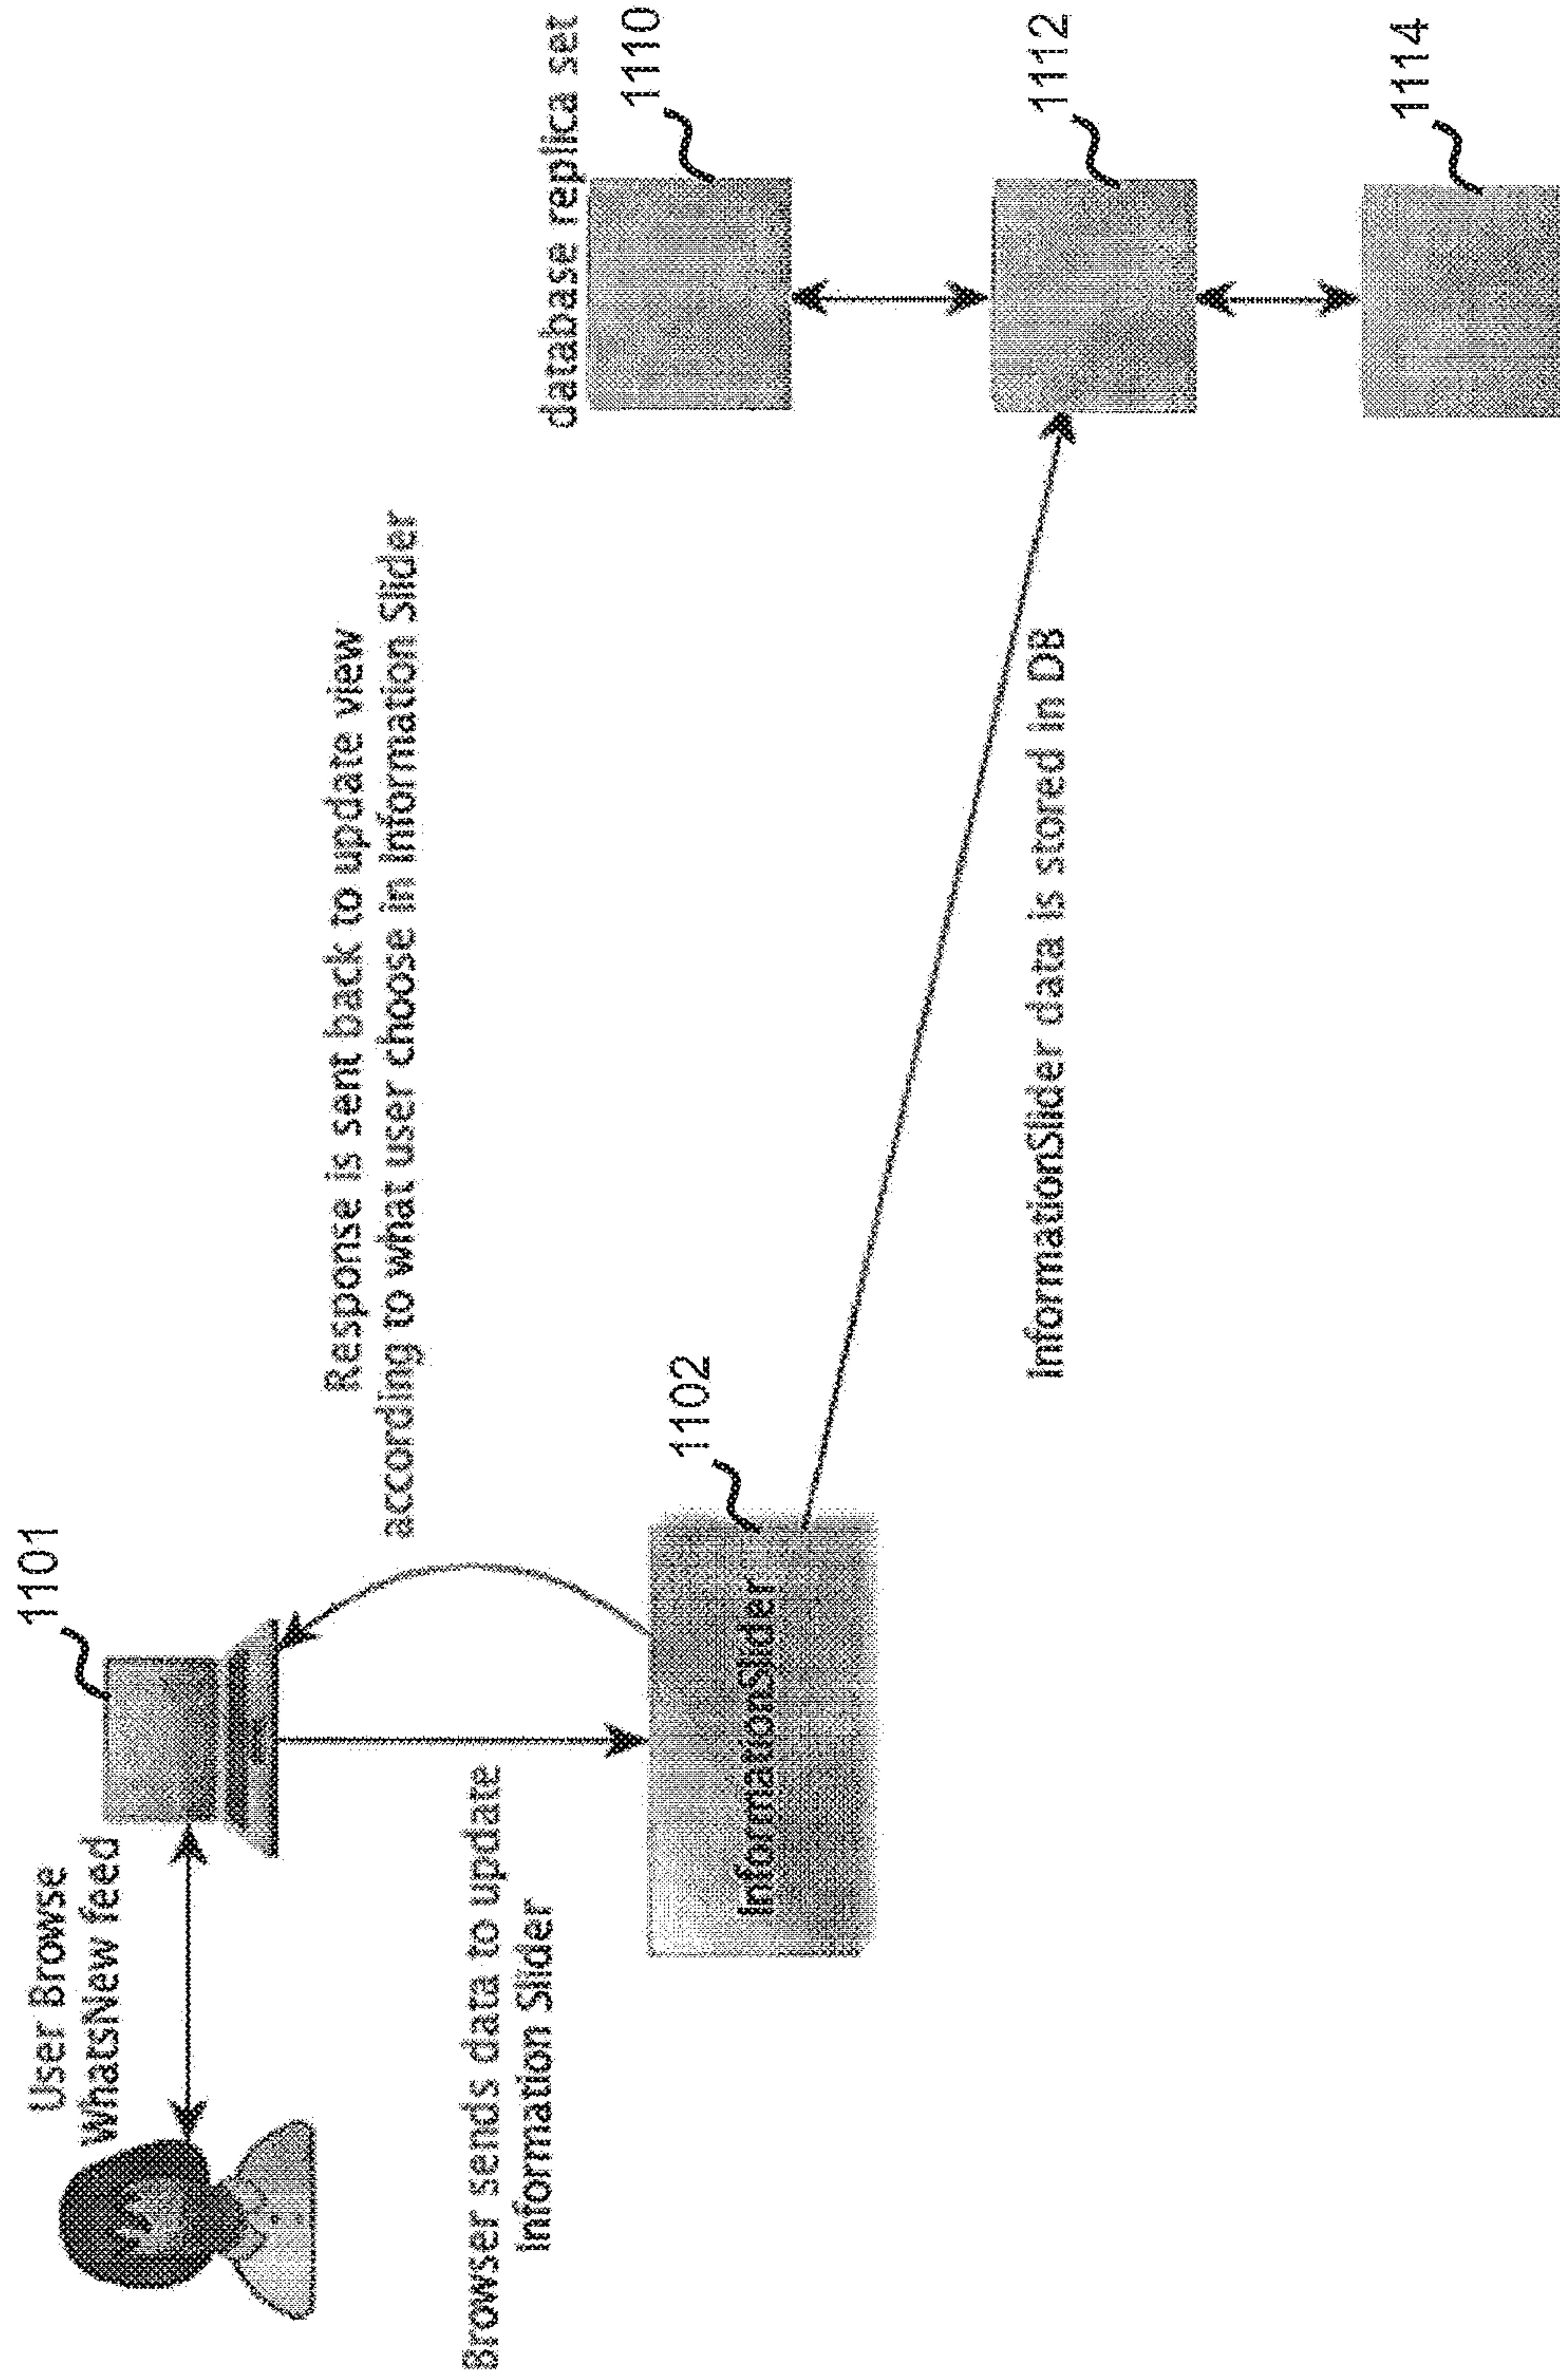 User Browse
WhatsNew feed
1101
Response is sent back to update view
according to what user choose in Information Slider
Browser sends data to update
Information Slider
1102
InformationSlider
InformationSlider data is stored in DB
database replica set
1110
1112
1114